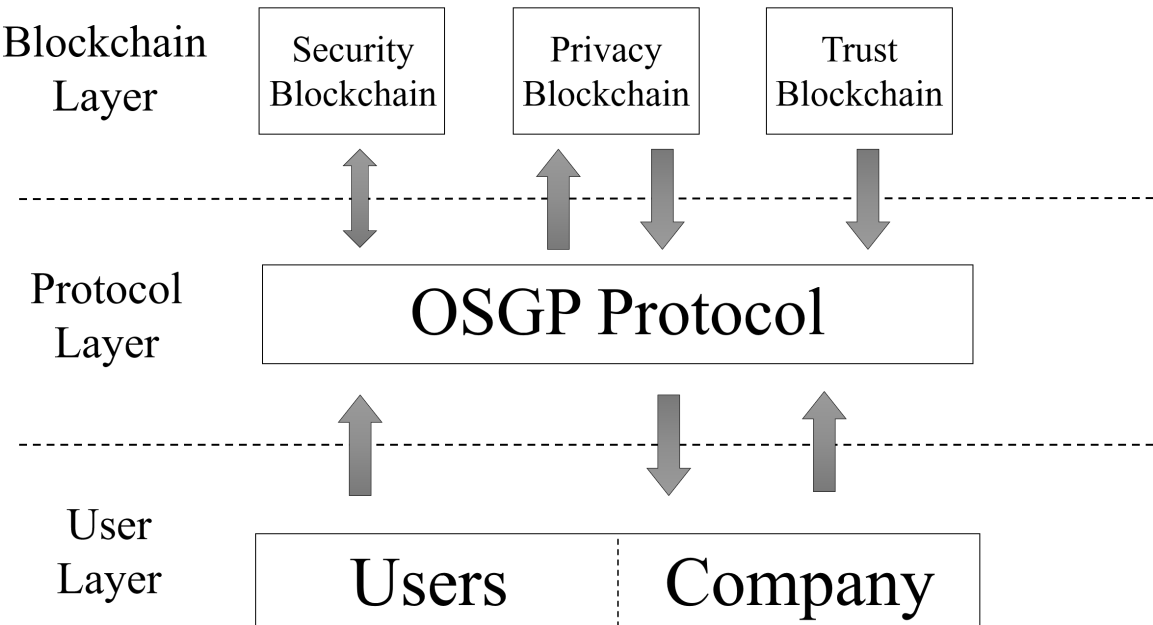 Blockchain
Layer
Security
Blockchain
Privacy
Blockchain
Trust
Blockchain
Protocol
Layer
OSGP Protocol
User
Layer
Users
Company